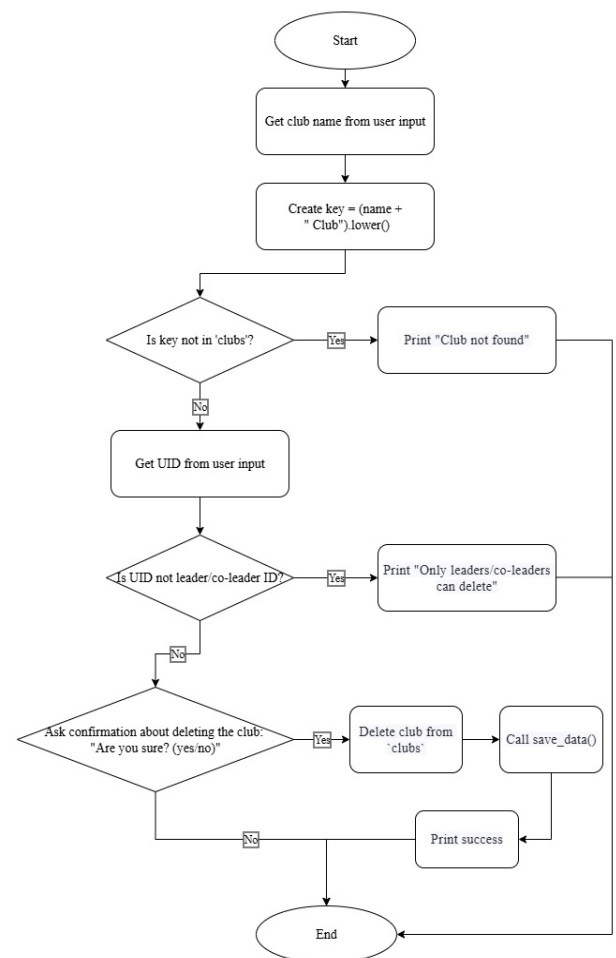 Start
Get club name from user input
Create key = (name +
" Club").lower()
Is key not in 'clubs'?
Yes
Print "Club not found"
No
Get UID from user input
Is UID not leader/co-leader ID?
Yes
Print "Only leaders/co-leaders
can delete"
No
Ask confirmation about deleting the club:
"Are you sure? (yes/no)"
Yes
Delete club from
`clubs`
Call save_data()
No
Print success
End